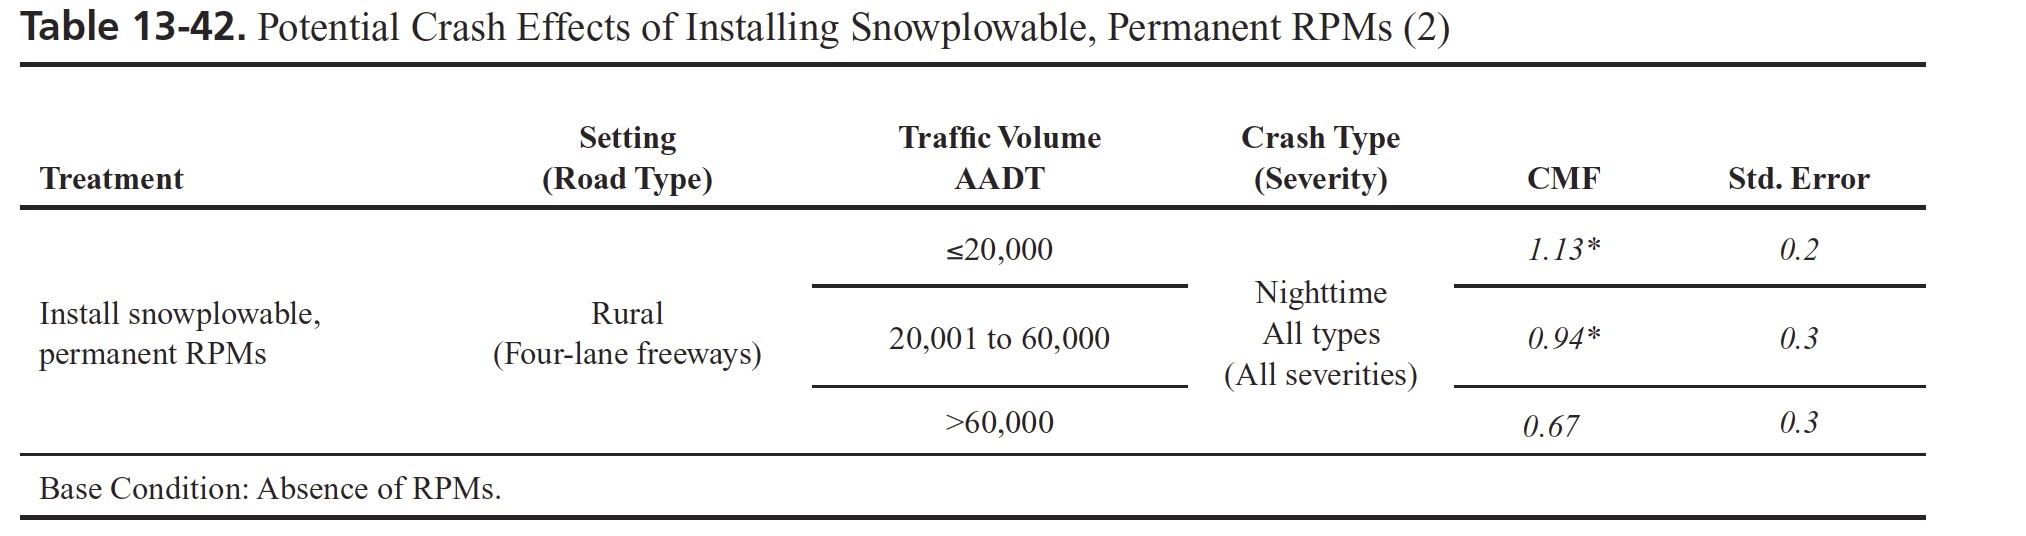 Table 13-42. Potential Crash Effects of Installing Snowplowable, Permanent RPMs (2)
Treatment
Setting
(Road Type)
Traffic Volume
AADT
Crash Type
(Severity)
CMF
Std. Error
Install snowplowable,
permanent RPMs
Rural
(Four-lane freeways)
≤20,000
Nighttime
All types
(All severities)
1.13*
0.2
20,001 to 60,000
0.94*
0.3
>60,000
0.67
0.3
Base Condition: Absence of RPMs.